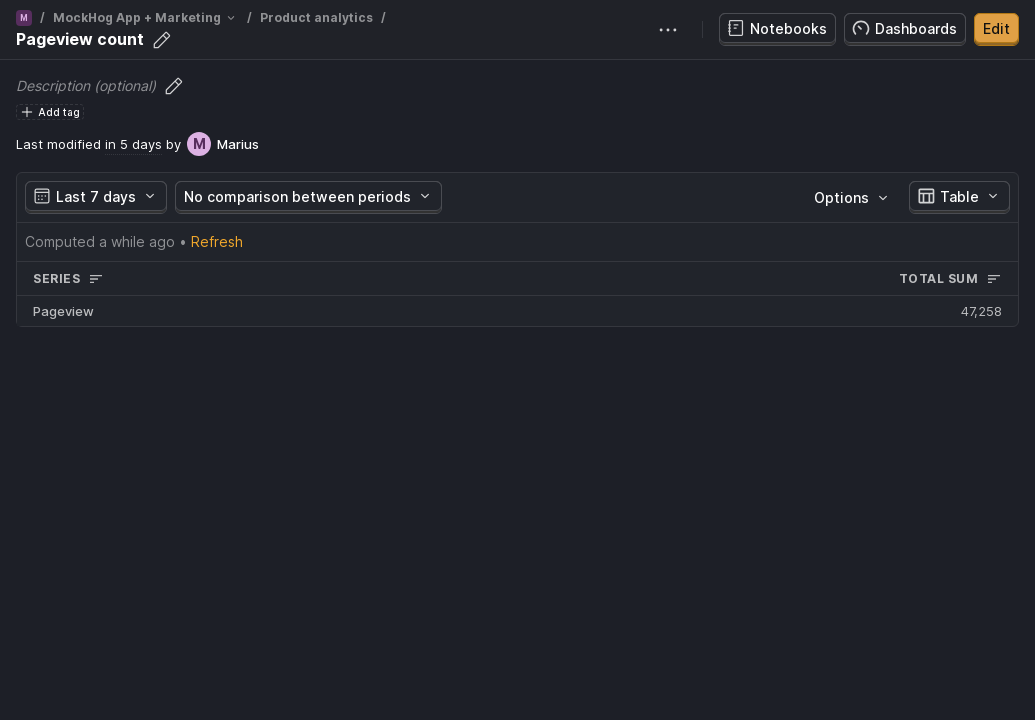 M / MockHog App + Marketing / Product analytics /
Pageview count
Notebooks
Dashboards
Edit
Description (optional)
Add tag
Last modified in 5 days by M Marius
Last 7 days
No comparison between periods
Options
Table
Computed a while ago • Refresh
SERIES TOTAL SUM
Pageview 47,258